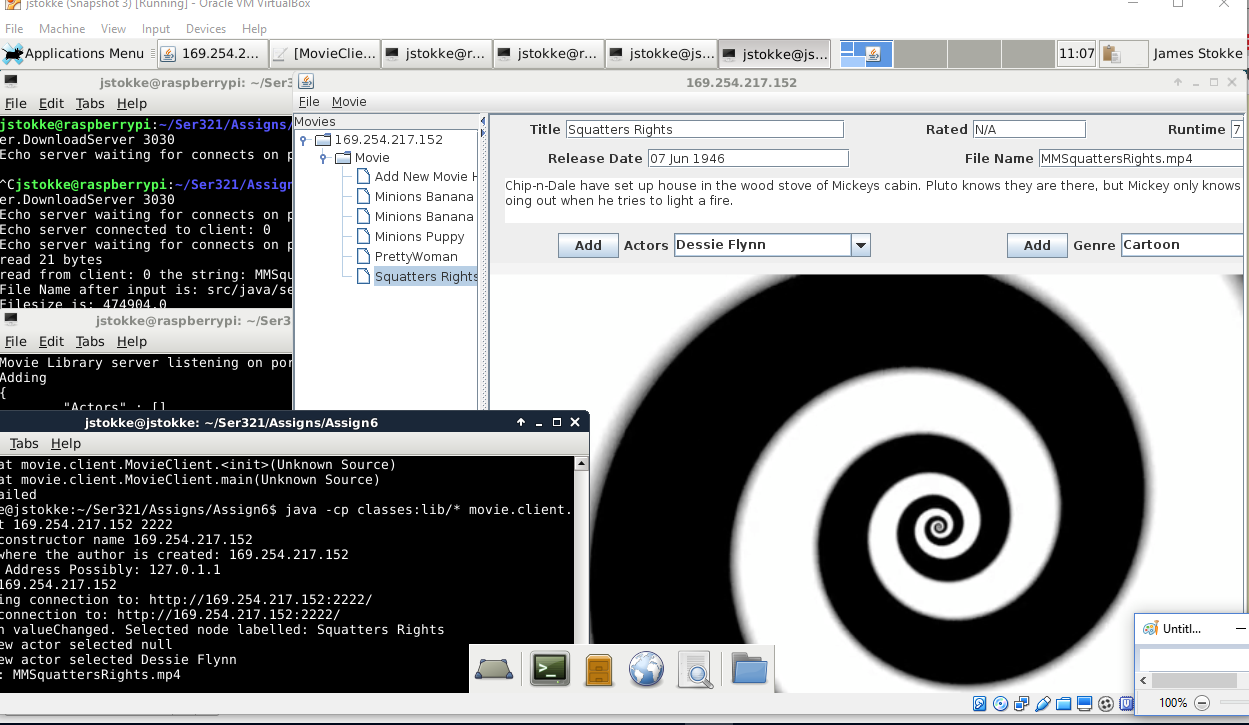 jstokke (Snapshot 3) [Running] - Oracle VM VirtualBox
File Machine View Input Devices Help
Applications Menu 169.254.2... [MovieClie... jstokke@r... jstokke@r... jstokke@js... jstokke@js... 11:07 James Stokke
jstokke@raspberrypi: ~/Ser3
File Edit Tabs Help
jstokke@raspberrypi:~/Ser321/Assigns/
er.DownloadServer 3030
Echo server waiting for connects on p
^Cjstokke@raspberrypi:~/Ser321/Assign
er.DownloadServer 3030
Echo server waiting for connects on p
Echo server connected to client: 0
Echo server waiting for connects on p
read 21 bytes
read from client: 0 the string: MMSqu
File Name after input is: src/java/se
Filesize is: 474904.0
jstokke@raspberrypi: ~/Ser3
File Edit Tabs Help
Movie Library server listening on por
Adding
{
"Actors" : [],
169.254.217.152
File Movie
Movies
169.254.217.152
Movie
Add New Movie H
Minions Banana
Minions Banana
Minions Puppy
PrettyWoman
Squatters Rights
Title Squatters Rights Rated N/A Runtime 7
Release Date 07 Jun 1946 File Name MMSquattersRights.mp4
Chip-n-Dale have set up house in the wood stove of Mickeys cabin. Pluto knows they are there, but Mickey only knows
oing out when he tries to light a fire.
Add Actors Dessie Flynn Add Genre Cartoon
jstokke@jstokke: ~/Ser321/Assigns/Assign6
Tabs Help
at movie.client.MovieClient.<init>(Unknown Source)
at movie.client.MovieClient.main(Unknown Source)
ailed
e@jstokke:~/Ser321/Assigns/Assign6$ java -cp classes:lib/* movie.client.
t 169.254.217.152 2222
constructor name 169.254.217.152
where the author is created: 169.254.217.152
Address Possibly: 127.0.1.1
169.254.217.152
ing connection to: http://169.254.217.152:2222/
connection to: http://169.254.217.152:2222/
n valueChanged. Selected node labelled: Squatters Rights
ew actor selected null
ew actor selected Dessie Flynn
: MMSquattersRights.mp4
Untitl...
100%